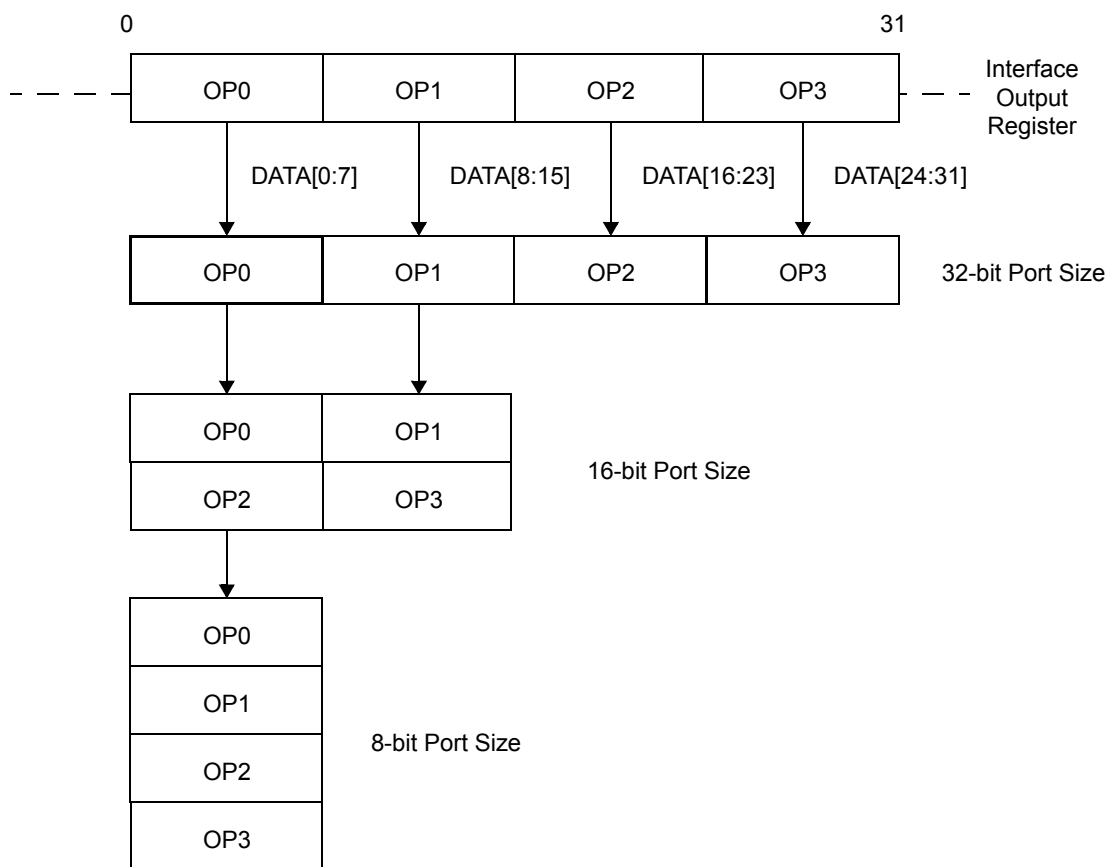 0 31
OP0 OP1 OP2 OP3
Interface
Output
Register
DATA[0:7] DATA[8:15] DATA[16:23] DATA[24:31]
OP0 OP1 OP2 OP3 32-bit Port Size
OP0 OP1
16-bit Port Size
OP2 OP3
OP0
OP1
8-bit Port Size
OP2
OP3